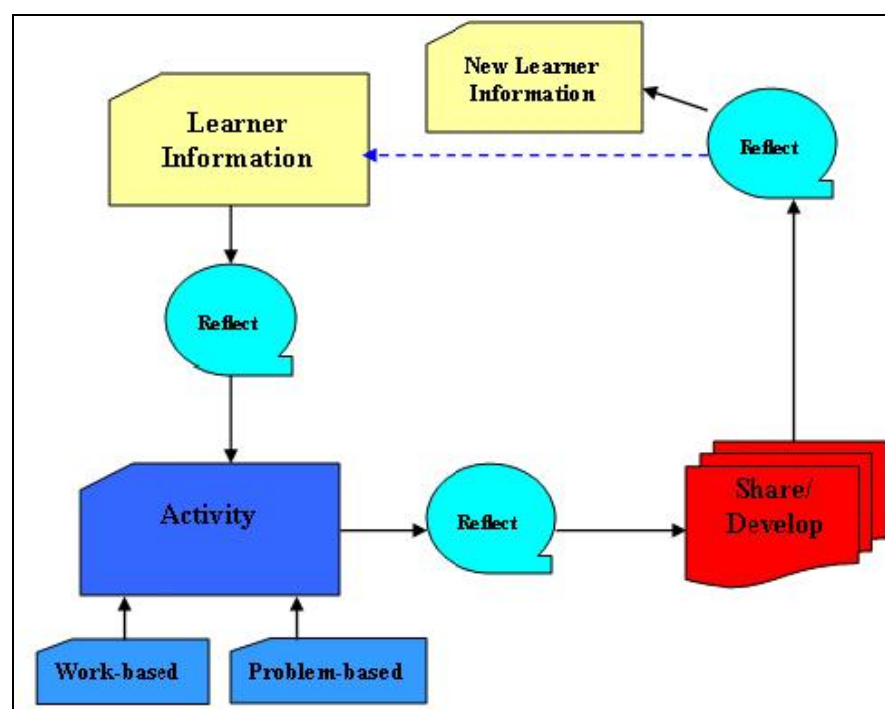 New Learner
Information
Learner
Information
Reflect
Reflect
Activity
Reflect
Share/
Develop
Work-based
Problem-based